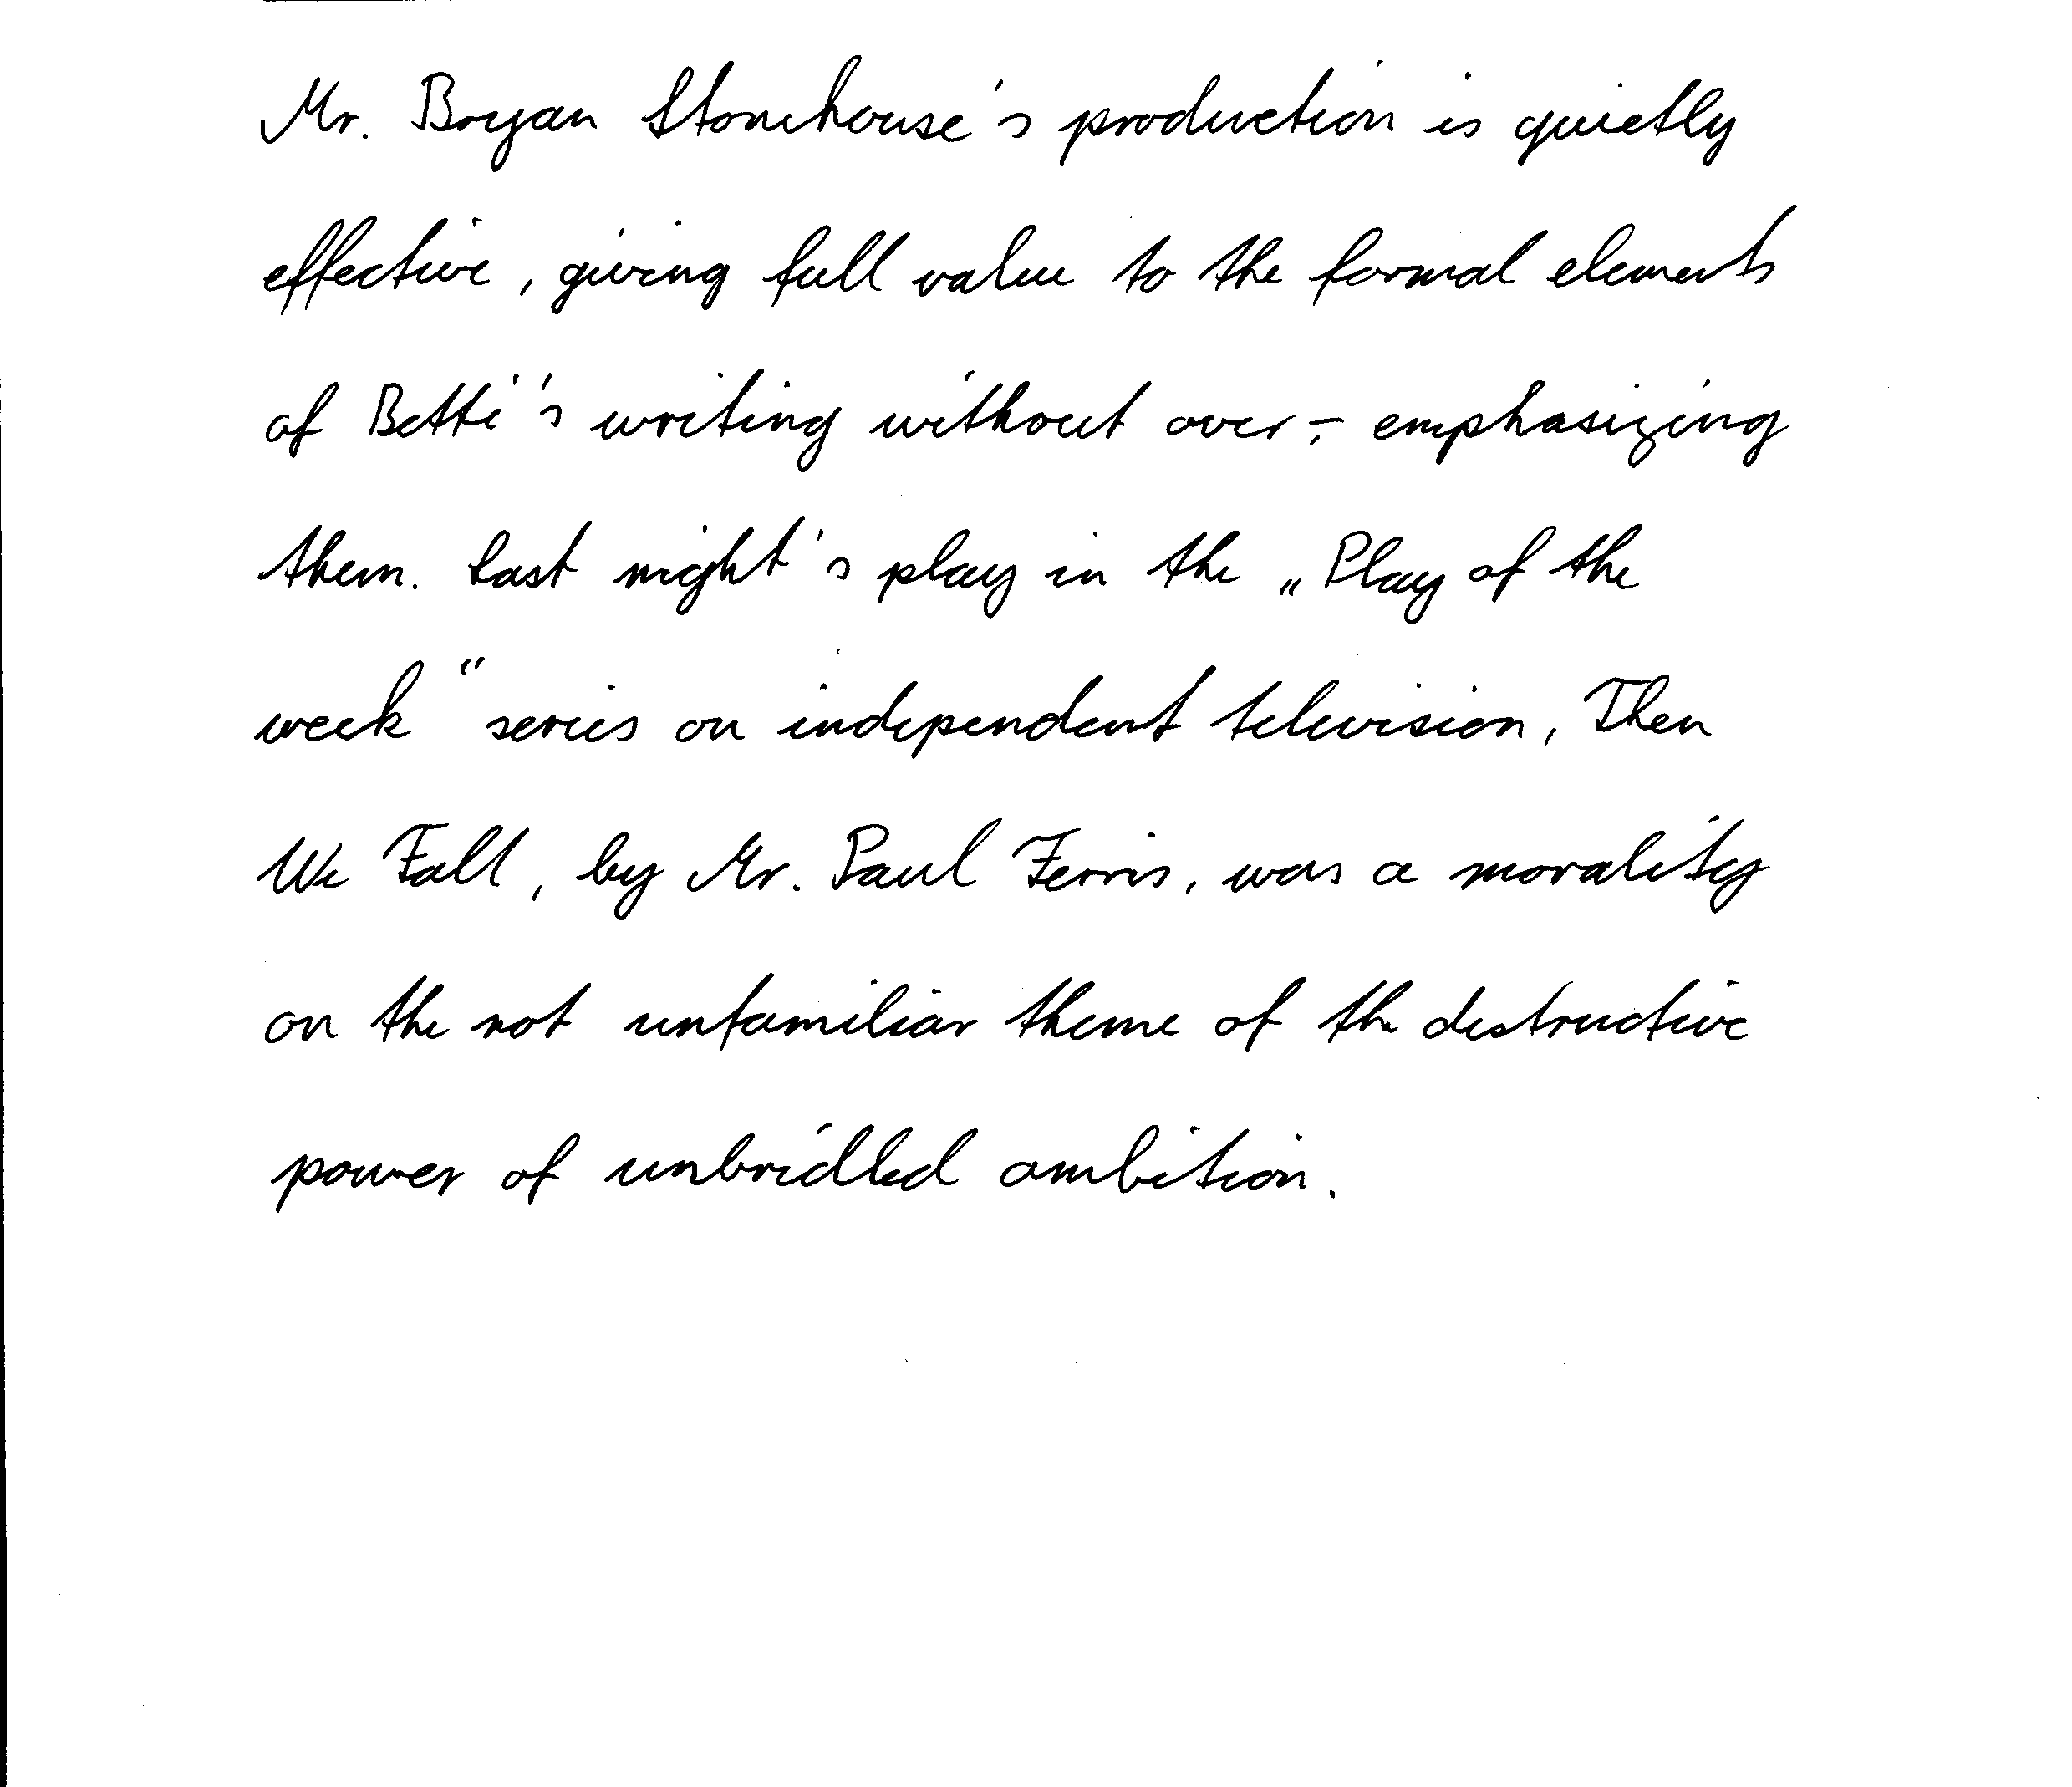 Mr. Bryan Stonehouse's production is quietly
effective, giving full value to the formal elements
of Betti's writing without over-emphasizing
them. Last night's play in the „Play of the
week" series on independent television, Then
We Fall, by Mr. Paul Ferris, was a morality
on the not unfamiliar theme of the destructive
power of unbridled ambition.